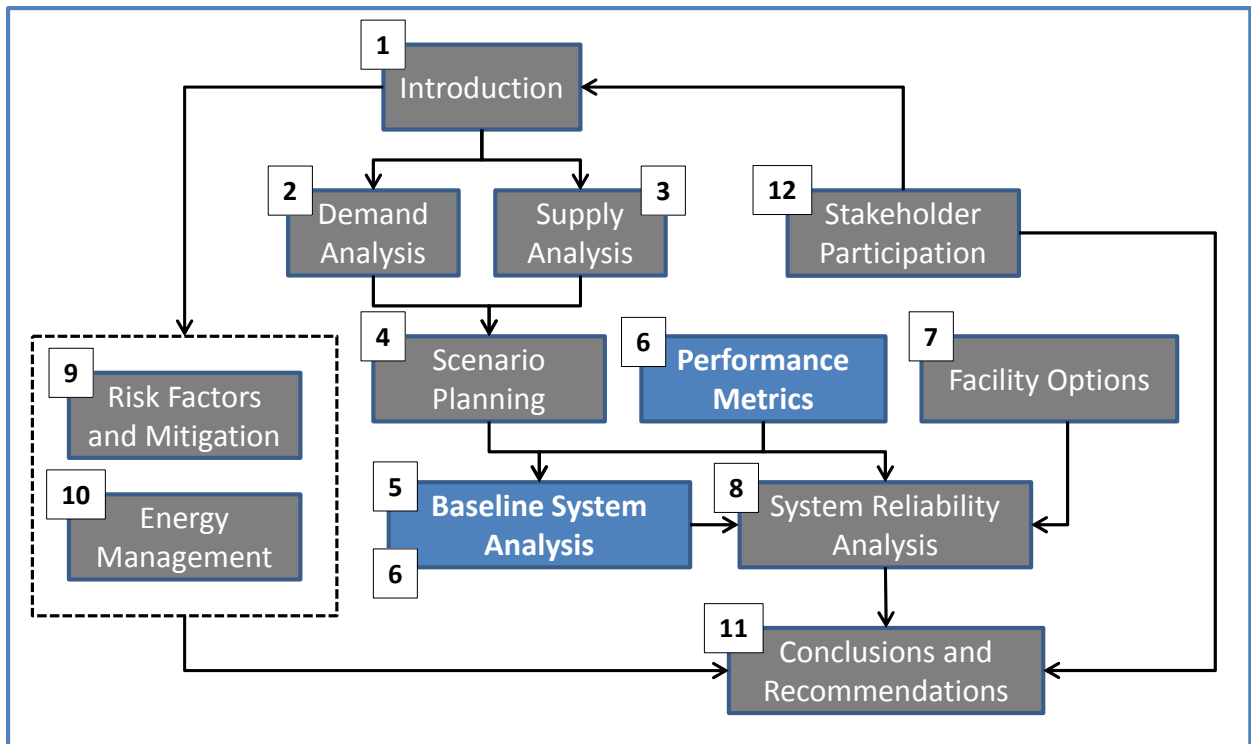 1
Introduction
2
Demand
Analysis
3
Supply
Analysis
12
Stakeholder
Participation
4
Scenario
Planning
6
Performance
Metrics
7
Facility Options
9
Risk Factors
and Mitigation
10
Energy
Management
5
Baseline System
Analysis
6
8
System Reliability
Analysis
11
Conclusions and
Recommendations